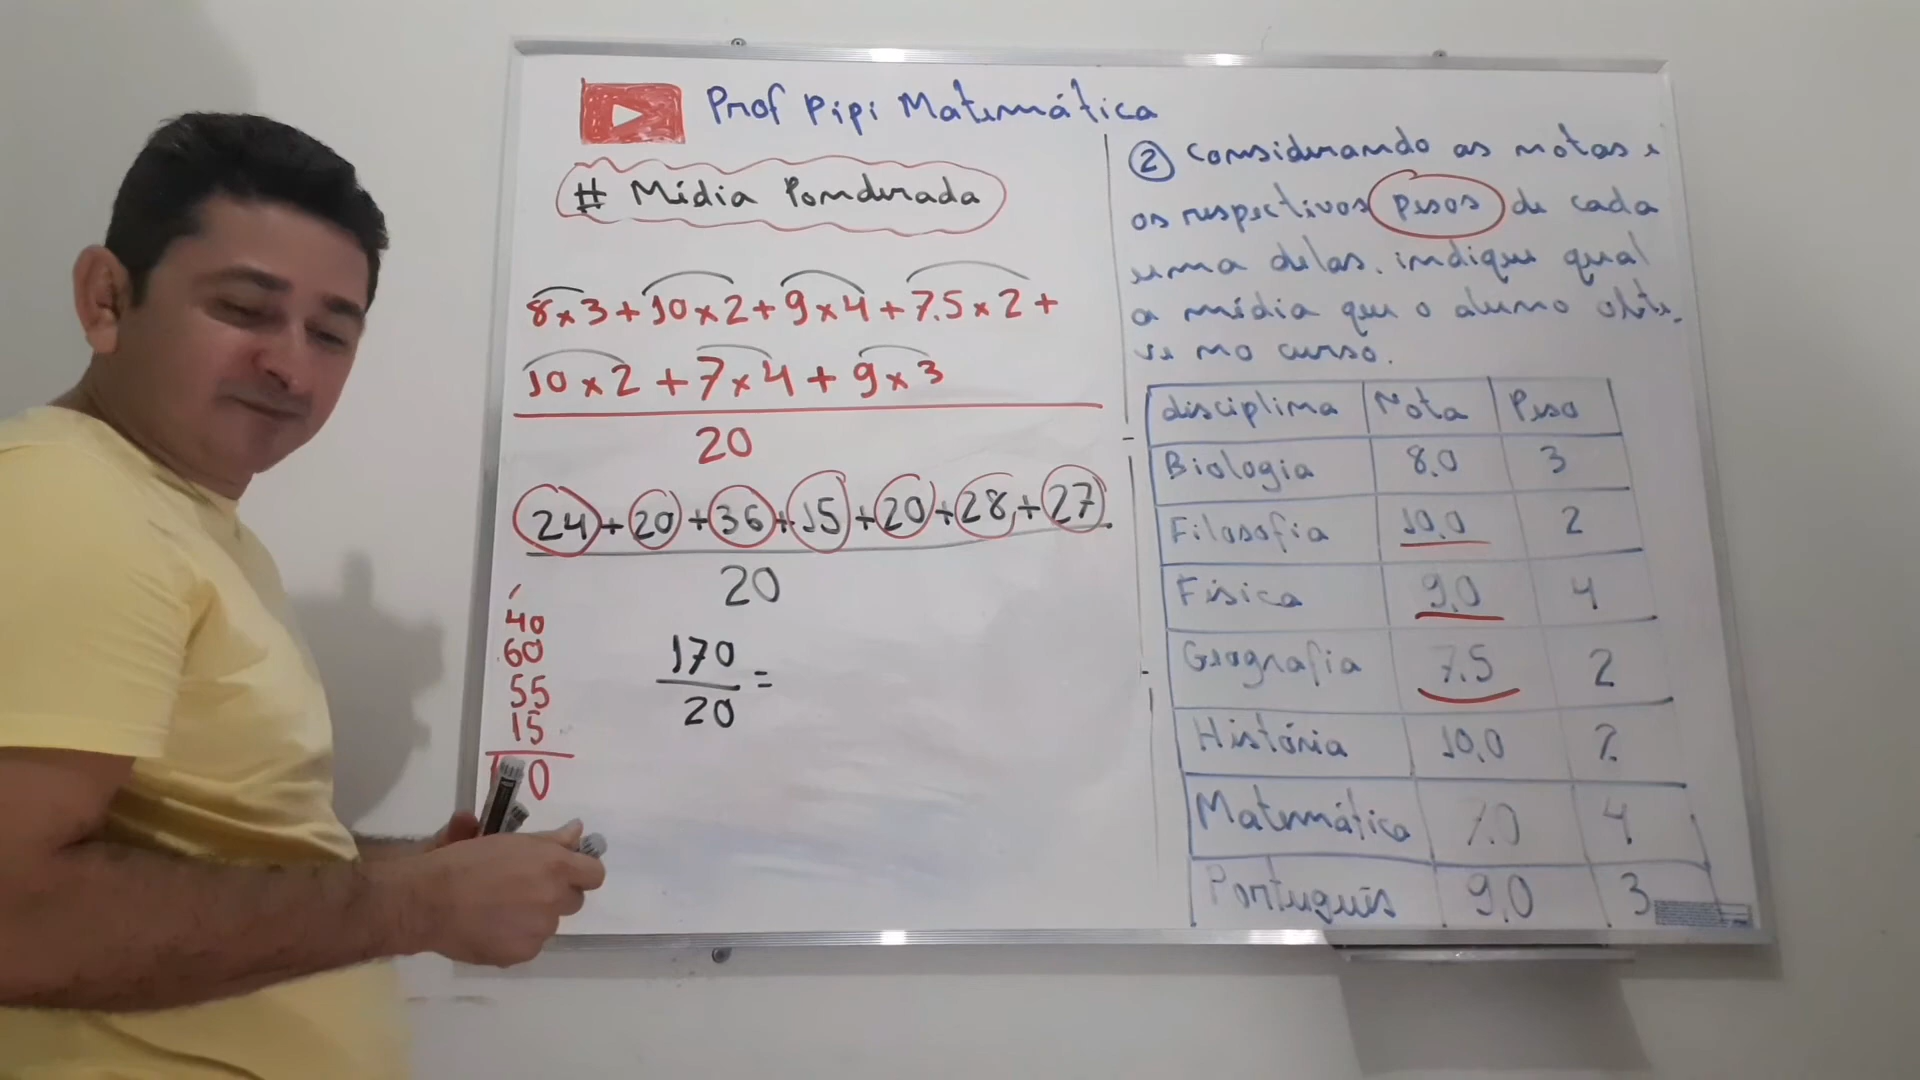 Prof Pipi Matemática
# Média Ponderada
8x3+10x2+9x4+7.5x2+
10x2+7x4+9x3
20
24+20+36+15+20+28+27
20
40
60
55
15
0
170
20 =
② Considerando as notas e
os respectivos pesos de cada
uma delas. indique qual
a média que o aluno obte-
ve no curso.
disciplina Nota Peso
Biologia 8.0 3
Filosofia 10.0 2
Física 9.0 4
Geografia 7.5 2
História 10.0 2
Matemática 7.0 4
Português 9.0 3